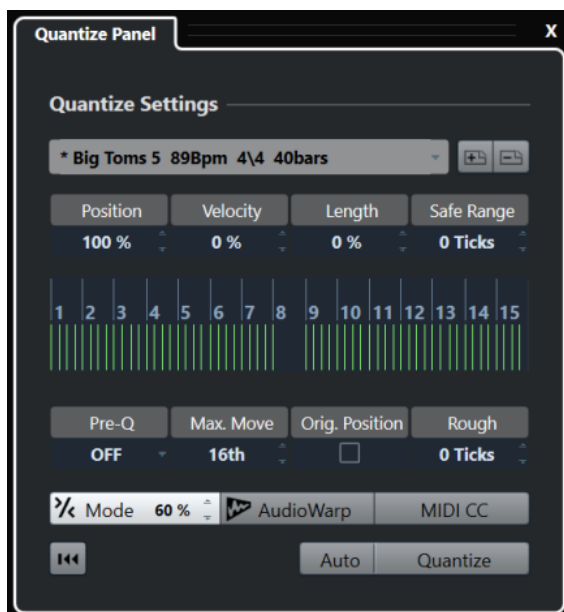 Quantize Panel X
Quantize Settings
* Big Toms 5 89Bpm 4\4 40bars
Position Velocity Length Safe Range
100 % 0 % 0 % 0 Ticks
1 2 3 4 5 6 7 8 9 10 11 12 13 14 15
Pre-Q Max. Move Orig. Position Rough
OFF 16th 0 Ticks
Mode 60 % AudioWarp MIDI CC
Auto Quantize